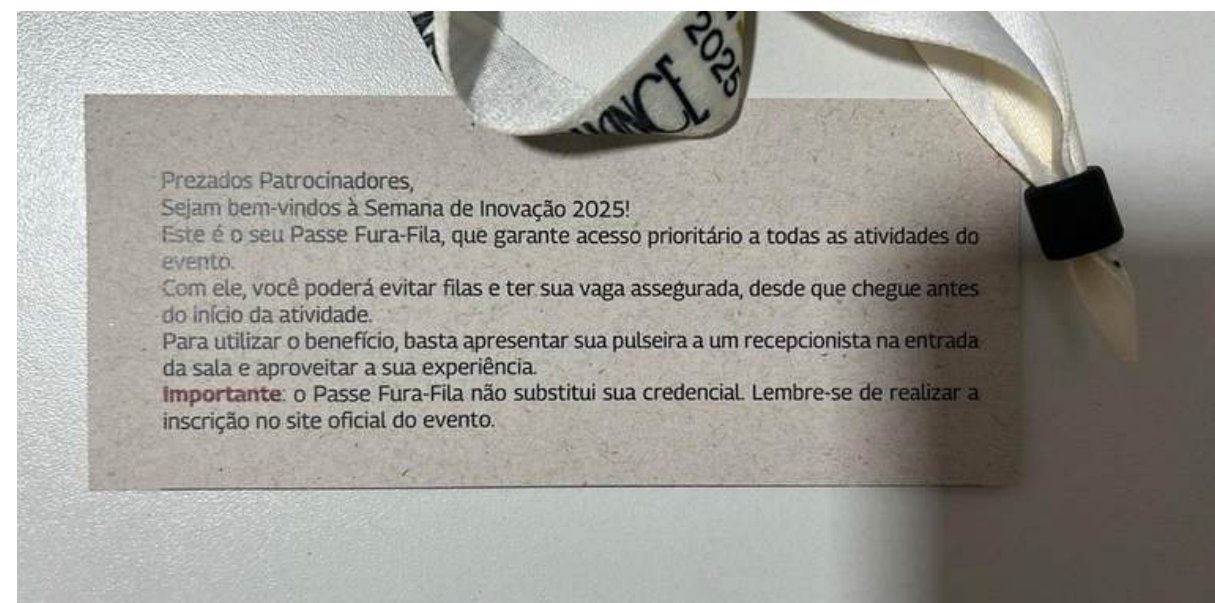 2025
Prezados Patrocinadores,
Sejam bem-vindos à Semana de Inovação 2025!
Este é o seu Passe Fura-Fila, que garante acesso prioritário a todas as atividades do
evento.
Com ele, você poderá evitar filas e ter sua vaga assegurada, desde que chegue antes
do início da atividade.
Para utilizar o benefício, basta apresentar sua pulseira a um recepcionista na entrada
da sala e aproveitar a sua experiência.
Importante: o Passe Fura-Fila não substitui sua credencial. Lembre-se de realizar a
inscrição no site oficial do evento.